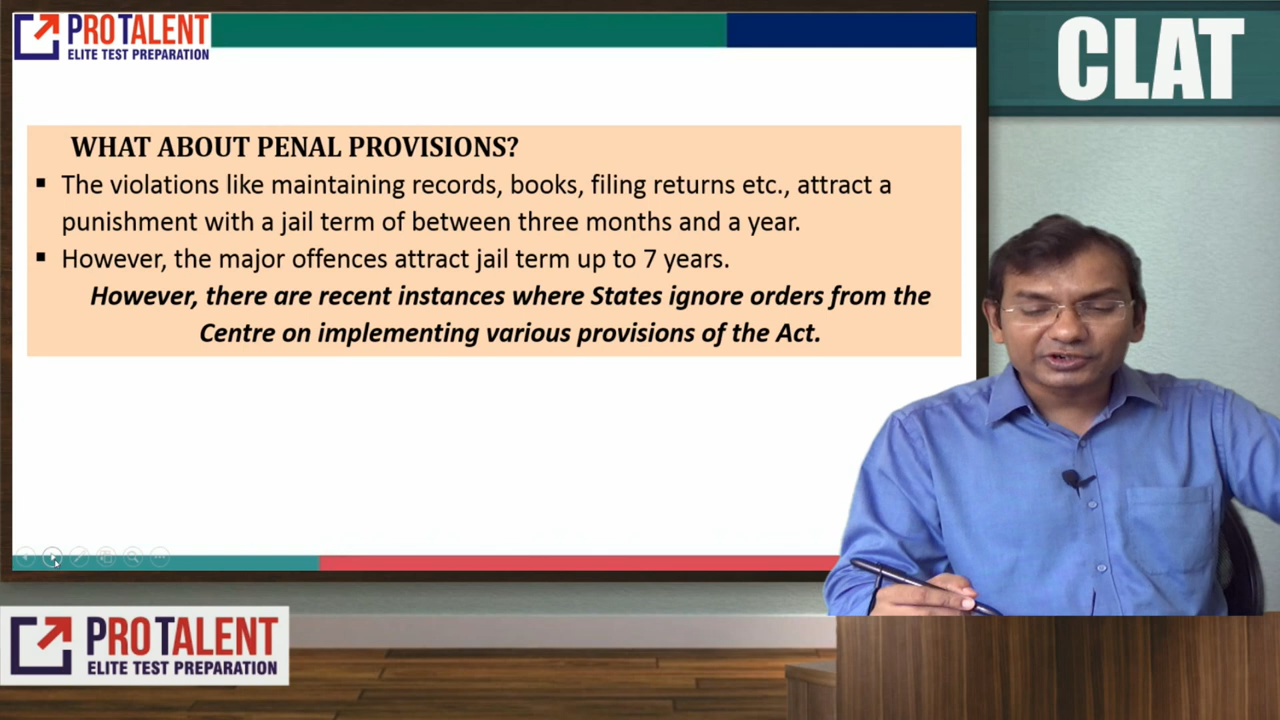 PROTALENT
ELITE TEST PREPARATION
CLAT
WHAT ABOUT PENAL PROVISIONS?
▪ The violations like maintaining records, books, filing returns etc., attract a
punishment with a jail term of between three months and a year.
▪ However, the major offences attract jail term up to 7 years.
However, there are recent instances where States ignore orders from the
Centre on implementing various provisions of the Act.
PROTALENT
ELITE TEST PREPARATION